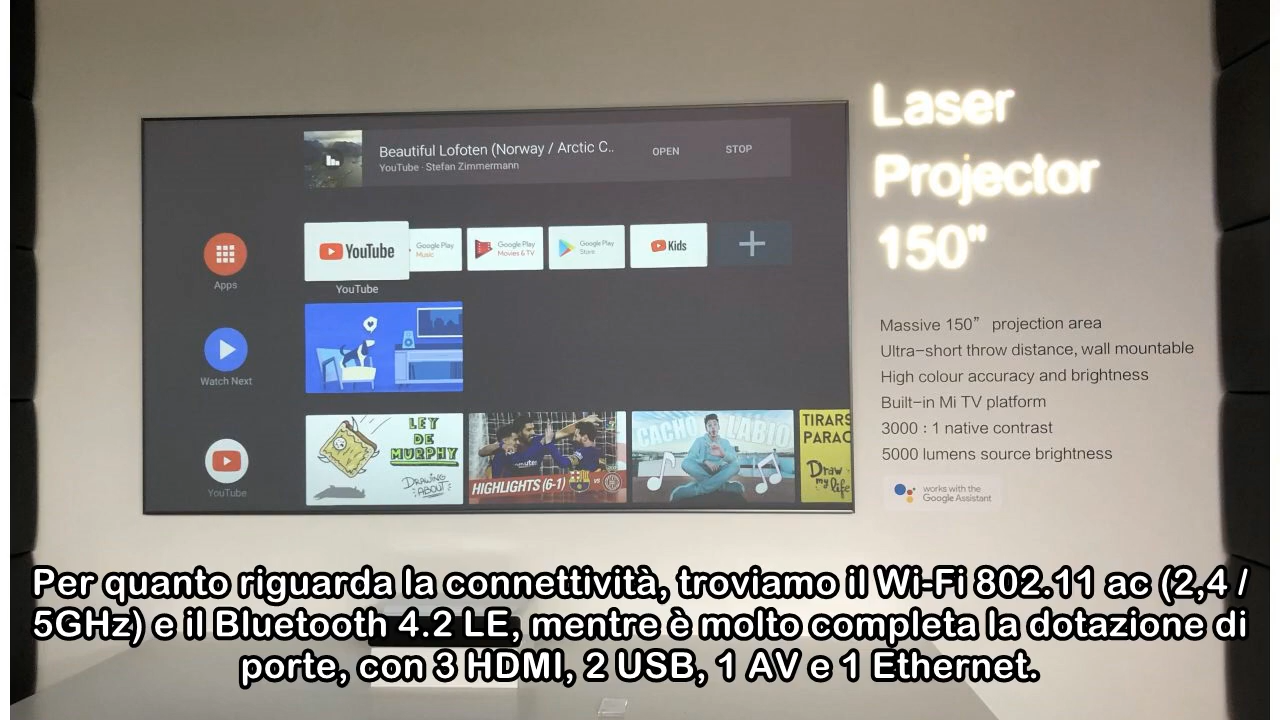 Laser
Projector
150"
Beautiful Lofoten (Norway / Arctic C..
YouTube · Stefan Zimmermann
OPEN
STOP
YouTube
Google Play
Music
Google Play
Movies & TV
Google Play
Store
Kids
Apps
YouTube
Watch Next
YouTube
LEY
DE
MURPHY
DRAWING
ABOUT
HIGHLIGHTS (6-1)
VS
CACHO
TIRARS
PARAC
Draw
my life
Massive 150” projection area
Ultra-short throw distance, wall mountable
High colour accuracy and brightness
Built-in Mi TV platform
3000 : 1 native contrast
5000 lumens source brightness
works with the
Google Assistant
Per quanto riguarda la connettività, troviamo il Wi-Fi 802.11 ac (2,4 /
5GHz) e il Bluetooth 4.2 LE, mentre è molto completa la dotazione di
porte, con 3 HDMI, 2 USB, 1 AV e 1 Ethernet.